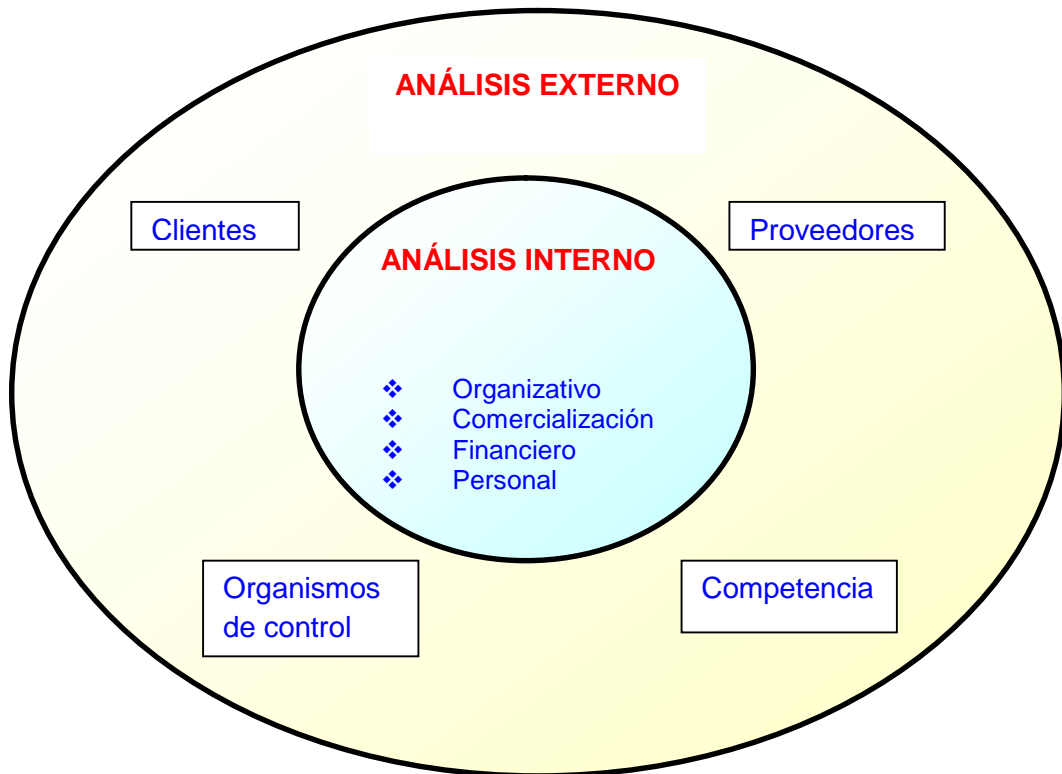 ANÁLISIS EXTERNO
Clientes
Proveedores
ANÁLISIS INTERNO
❖ Organizativo
❖ Comercialización
❖ Financiero
❖ Personal
Organismos
de control
Competencia